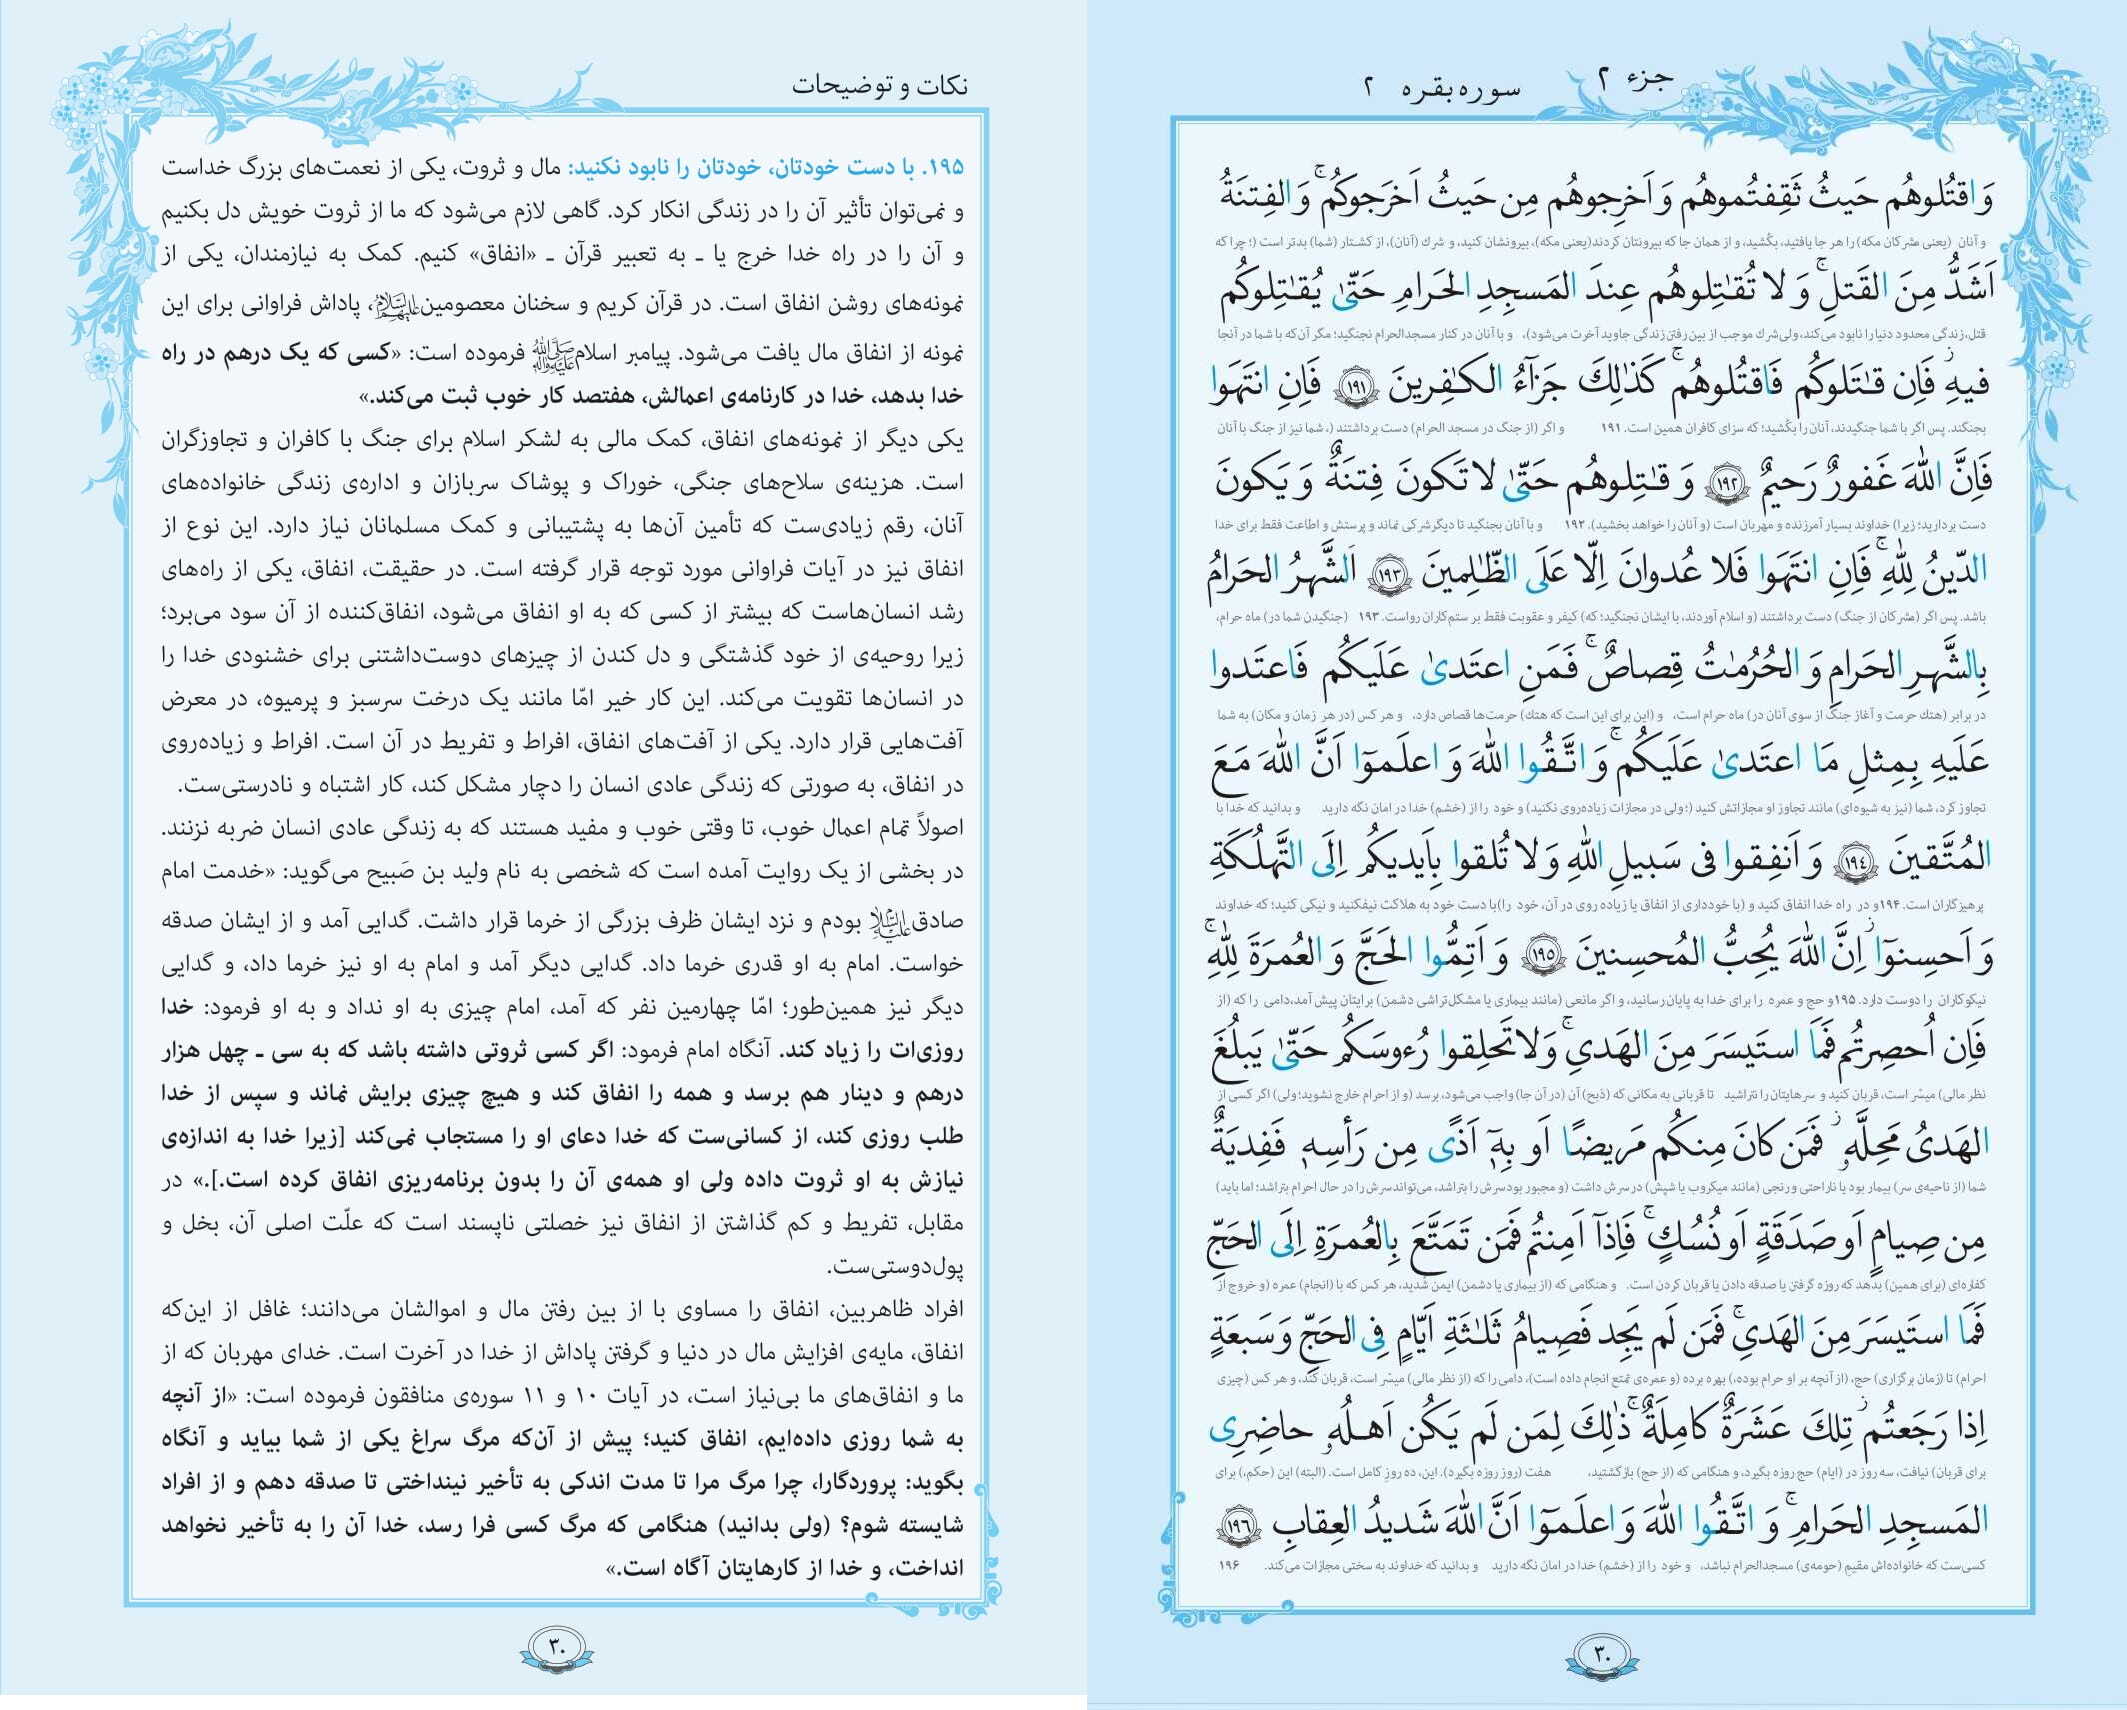 جزء ۲
سوره بقره ۲
وَ اقتُلوهُم حَيثُ ثَقِفتُموهُم وَ اَخرِجوهُم مِن حَيثُ اَخرَجوكُم ۚ وَ الفِتنَةُ
و آنان (یعنی مشرکان مکه) را هر جا یافتید، بکُشید، و از همان جا که بیرونتان کردند(یعنی مکه)، بیرونشان کنید، و شرك (آنان)، از کشتار (شما) بدتر است (؛ چرا که
اَشَدُّ مِنَ القَتلِ ۚ وَ لا تُقـٰتِلوهُم عِندَ المَسجِدِ الحَرامِ حَتّىٰ يُقـٰتِلوكُم
قتل، زندگی محدود دنیا را نابود می‌کند، ولی شرك موجب از بین رفتن زندگی جاوید آخرت می‌شود)، و با آنان در کنار مسجدالحرام نجنگید؛ مگر آن‌که با شما در آنجا
فيهِ ۖ فَاِن قـٰتَلوكُم فَاقتُلوهُم ۗ كَذٰلِكَ جَزآءُ الكـٰفِرينَ ﴿١٩١﴾ فَاِنِ انتَهَوا
بجنگند. پس اگر با شما جنگیدند، آنان را بکُشید؛ که سزای کافران همین است. ۱۹۱ و اگر (از جنگ در مسجد الحرام) دست برداشتند (، شما نیز از جنگ با آنان
فَاِنَّ اللّٰهَ غَفورٌ رَحيمٌ ﴿١٩٢﴾ وَ قـٰتِلوهُم حَتّىٰ لا تَكونَ فِتنَةٌ وَ يَكونَ
دست بردارید؛ زیرا) خداوند بسیار آمرزنده و مهربان است (و آنان را خواهد بخشید). ۱۹۲ و با آنان بجنگید تا دیگر شرکی نماند و پرستش و اطاعت فقط برای خدا
الدّينُ لِلّٰهِ ۖ فَاِنِ انتَهَوا فَلا عُدوانَ اِلّا عَلَى الظّـٰلِمينَ ﴿١٩٣﴾ اَلشَّهرُ الحَرامُ
باشد. پس اگر (مشرکان از جنگ) دست برداشتند (و اسلام آوردند، با ایشان نجنگید؛ که) کیفر و عقوبت فقط بر ستم‌کاران رواست. ۱۹۳ (جنگیدن شما در) ماه حرام،
بِالشَّهرِ الحَرامِ وَ الحُرُمـٰتُ قِصاصٌ ۚ فَمَنِ اعتَدىٰ عَلَيكُم فَاعتَدوا
در برابر (هتك حرمت و آغاز جنگ از سوی آنان در) ماه حرام است، و (این برای این است که هتك) حرمت‌ها قصاص دارد، و هر کس (در هر زمان و مکان) به شما
عَلَيهِ بِمِثلِ مَا اعتَدىٰ عَلَيكُم ۚ وَ اتَّقُوا اللّٰهَ وَ اعلَموٓا اَنَّ اللّٰهَ مَعَ
تجاوز کرد، شما (نیز به شیوه‌ای) مانند تجاوز او مجازاتش کنید (؛ ولی در مجازات زیاده‌روی نکنید) و خود را از (خشم) خدا در امان نگه دارید و بدانید که خدا با
المُتَّقينَ ﴿١٩٤﴾ وَ اَنفِقوا فى سَبيلِ اللّٰهِ وَ لا تُلقوا بِاَيديكُم اِلَى التَّهلُكَةِ
پرهیزگاران است. ۱۹۴ و در راه خدا انفاق کنید و (با خودداری از انفاق یا زیاده روی در آن، خود را)با دست خود به هلاکت نیفکنید و نیکی کنید؛ که خداوند
وَ اَحسِنوٓا ۛ اِنَّ اللّٰهَ يُحِبُّ المُحسِنينَ ﴿١٩٥﴾ وَ اَتِمُّوا الحَجَّ وَ العُمرَةَ لِلّٰهِ ۚ
نیکوکاران را دوست دارد. ۱۹۵ و حج و عمره را برای خدا به پایان رسانید، و اگر مانعی (مانند بیماری یا مشکل‌تراشی دشمن) برایتان پیش آمد، دامی را که (از
فَاِن اُحصِرتُم فَمَا استَيسَرَ مِنَ الهَدىِ ۖ وَ لا تَحلِقوا رُءوسَكُم حَتّىٰ يَبلُغَ
نظر مالی) میسّر است، قربان کنید و سرهایتان را نتراشید تا قربانی به مکانی که (ذبح) آن (در آن جا) واجب می‌شود، برسد (و از احرام خارج نشوید؛ ولی) اگر کسی از
الهَدىُ مَحِلَّهٗ ۚ فَمَن كانَ مِنكُم مَريضًا اَو بِهٖٓ اَذًى مِن رَأسِهٖ فَفِديَةٌ
شما (از ناحیه‌ی سر) بیمار بود یا ناراحتی و رنجی (مانند میکروب یا شپش) در سرش داشت (و مجبور بود سرش را بتراشد، می‌تواند سرش را در حال احرام بتراشد؛ اما باید)
مِن صِيامٍ اَو صَدَقَةٍ اَو نُسُكٍ ۚ فَاِذآ اَمِنتُم فَمَن تَمَتَّعَ بِالعُمرَةِ اِلَى الحَجِّ
کفاره‌ای (برای همین) بدهد که روزه گرفتن یا صدقه دادن یا قربان کردن است. و هنگامی که (از بیماری یا دشمن) ایمن شدید، هر کس که با (انجام) عمره (و خروج از
فَمَا استَيسَرَ مِنَ الهَدىِ ۚ فَمَن لَم يَجِد فَصِيامُ ثَلـٰثَةِ اَيّامٍ فِى الحَجِّ وَ سَبعَةٍ
احرام) تا (زمان برگزاری) حج، (از آنچه بر او حرام بوده،) بهره برده (و عمره‌ی تمتع انجام داده است)، دامی را که (از نظر مالی) میسّر است، قربان کند، و هر کس (چیزی
اِذا رَجَعتُم ۗ تِلكَ عَشَرَةٌ كامِلَةٌ ۗ ذٰلِكَ لِمَن لَم يَكُن اَهلُهٗ حاضِرِى
برای قربان) نیافت، سه روز در (ایام) حج روزه بگیرد، و هنگامی که (از حج) بازگشتید، هفت (روز روزه بگیرد). این، ده روزِ کامل است. (البته) این (حکم،) برای
المَسجِدِ الحَرامِ ۚ وَ اتَّقُوا اللّٰهَ وَ اعلَموٓا اَنَّ اللّٰهَ شَديدُ العِقابِ ﴿١٩٦﴾
کسی‌ست که خانواده‌اش مقیم (حومه‌ی) مسجدالحرام نباشد، و خود را از (خشم) خدا در امان نگه دارید و بدانید که خداوند به سختی مجازات می‌کند. ۱۹۶
۳۰
نکات و توضیحات
۱۹۵. با دست خودتان، خودتان را نابود نکنید: مال و ثروت، یکی از نعمت‌های بزرگ خداست
و نمی‌توان تأثیر آن را در زندگی انکار کرد. گاهی لازم می‌شود که ما از ثروت خویش دل بکنیم
و آن را در راه خدا خرج یا ـ به تعبیر قرآن ـ «انفاق» کنیم. کمک به نیازمندان، یکی از
نمونه‌های روشن انفاق است. در قرآن کریم و سخنان معصومین علیهم السلام، پاداش فراوانی برای این
نمونه از انفاق مال یافت می‌شود. پیامبر اسلام ﷺ فرموده است: «کسی که یک درهم در راه
خدا بدهد، خدا در کارنامه‌ی اعمالش، هفتصد کار خوب ثبت می‌کند.»
یکی دیگر از نمونه‌های انفاق، کمک مالی به لشکر اسلام برای جنگ با کافران و تجاوزگران
است. هزینه‌ی سلاح‌های جنگی، خوراک و پوشاک سربازان و اداره‌ی زندگی خانواده‌های
آنان، رقم زیادی‌ست که تأمین آن‌ها به پشتیبانی و کمک مسلمانان نیاز دارد. این نوع از
انفاق نیز در آیات فراوانی مورد توجه قرار گرفته است. در حقیقت، انفاق، یکی از راه‌های
رشد انسان‌هاست که بیشتر از کسی که به او انفاق می‌شود، انفاق‌کننده از آن سود می‌برد؛
زیرا روحیه‌ی از خود گذشتگی و دل کندن از چیزهای دوست‌داشتنی برای خشنودی خدا را
در انسان‌ها تقویت می‌کند. این کار خیر امّا مانند یک درخت سرسبز و پرمیوه، در معرض
آفت‌هایی قرار دارد. یکی از آفت‌های انفاق، افراط و تفریط در آن است. افراط و زیاده‌روی
در انفاق، به صورتی که زندگی عادی انسان را دچار مشکل کند، کار اشتباه و نادرستی‌ست.
اصولاً تمام اعمال خوب، تا وقتی خوب و مفید هستند که به زندگی عادی انسان ضربه نزنند.
در بخشی از یک روایت آمده است که شخصی به نام ولید بن صَبیح می‌گوید: «خدمت امام
صادق علیه السلام بودم و نزد ایشان ظرف بزرگی از خرما قرار داشت. گدایی آمد و از ایشان صدقه
خواست. امام به او قدری خرما داد. گدایی دیگر آمد و امام به او نیز خرما داد، و گدایی
دیگر نیز همین‌طور؛ امّا چهارمین نفر که آمد، امام چیزی به او نداد و به او فرمود: خدا
روزی‌ات را زیاد کند. آنگاه امام فرمود: اگر کسی ثروتی داشته باشد که به سی ـ چهل هزار
درهم و دینار هم برسد و همه را انفاق کند و هیچ چیزی برایش نماند و سپس از خدا
طلب روزی کند، از کسانی‌ست که خدا دعای او را مستجاب نمی‌کند [زیرا خدا به اندازه‌ی
نیازش به او ثروت داده ولی او همه‌ی آن را بدون برنامه‌ریزی انفاق کرده است.].» در
مقابل، تفریط و کم گذاشتن از انفاق نیز خصلتی ناپسند است که علّت اصلی آن، بخل و
پول‌دوستی‌ست.
افراد ظاهربین، انفاق را مساوی با از بین رفتن مال و اموالشان می‌دانند؛ غافل از این‌که
انفاق، مایه‌ی افزایش مال در دنیا و گرفتن پاداش از خدا در آخرت است. خدای مهربان که از
ما و انفاق‌های ما بی‌نیاز است، در آیات ۱۰ و ۱۱ سوره‌ی منافقون فرموده است: «از آنچه
به شما روزی داده‌ایم، انفاق کنید؛ پیش از آن‌که مرگ سراغ یکی از شما بیاید و آنگاه
بگوید: پروردگارا، چرا مرگ مرا تا مدت اندکی به تأخیر نینداختی تا صدقه دهم و از افراد
شایسته شوم؟ (ولی بدانید) هنگامی که مرگ کسی فرا رسد، خدا آن را به تأخیر نخواهد
انداخت، و خدا از کارهایتان آگاه است.»
۳۰